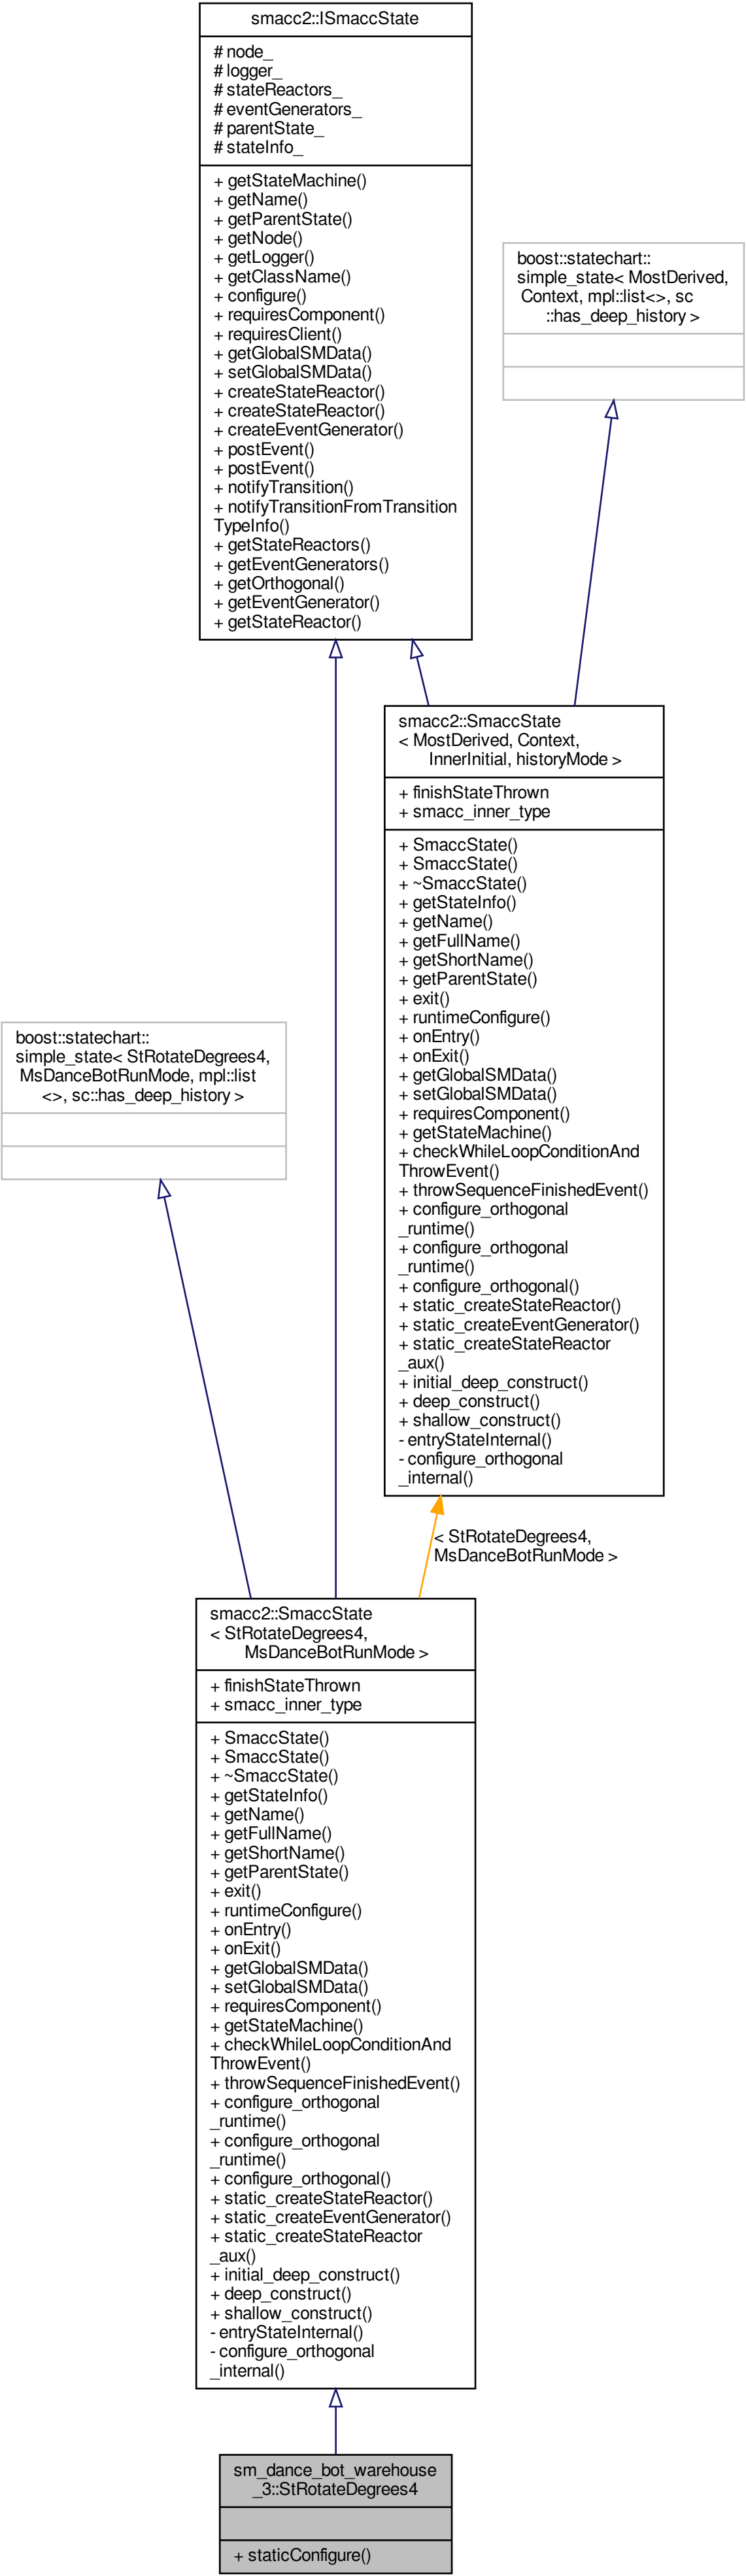 smacc2::ISmaccState
# node_
# logger_
# stateReactors_
# eventGenerators_
# parentState_
# stateInfo_
+ getStateMachine()
+ getName()
+ getParentState()
+ getNode()
+ getLogger()
+ getClassName()
+ configure()
+ requiresComponent()
+ requiresClient()
+ getGlobalSMData()
+ setGlobalSMData()
+ createStateReactor()
+ createStateReactor()
+ createEventGenerator()
+ postEvent()
+ postEvent()
+ notifyTransition()
+ notifyTransitionFromTransition
TypeInfo()
+ getStateReactors()
+ getEventGenerators()
+ getOrthogonal()
+ getEventGenerator()
+ getStateReactor()
boost::statechart::
simple_state< MostDerived,
Context, mpl::list<>, sc
::has_deep_history >
smacc2::SmaccState
< MostDerived, Context,
InnerInitial, historyMode >
+ finishStateThrown
+ smacc_inner_type
+ SmaccState()
+ SmaccState()
+ ~SmaccState()
+ getStateInfo()
+ getName()
+ getFullName()
+ getShortName()
+ getParentState()
+ exit()
+ runtimeConfigure()
+ onEntry()
+ onExit()
+ getGlobalSMData()
+ setGlobalSMData()
+ requiresComponent()
+ getStateMachine()
+ checkWhileLoopConditionAnd
ThrowEvent()
+ throwSequenceFinishedEvent()
+ configure_orthogonal
_runtime()
+ configure_orthogonal
_runtime()
+ configure_orthogonal()
+ static_createStateReactor()
+ static_createEventGenerator()
+ static_createStateReactor
_aux()
+ initial_deep_construct()
+ deep_construct()
+ shallow_construct()
- entryStateInternal()
- configure_orthogonal
_internal()
boost::statechart::
simple_state< StRotateDegrees4,
MsDanceBotRunMode, mpl::list
<>, sc::has_deep_history >
< StRotateDegrees4,
MsDanceBotRunMode >
smacc2::SmaccState
< StRotateDegrees4,
MsDanceBotRunMode >
+ finishStateThrown
+ smacc_inner_type
+ SmaccState()
+ SmaccState()
+ ~SmaccState()
+ getStateInfo()
+ getName()
+ getFullName()
+ getShortName()
+ getParentState()
+ exit()
+ runtimeConfigure()
+ onEntry()
+ onExit()
+ getGlobalSMData()
+ setGlobalSMData()
+ requiresComponent()
+ getStateMachine()
+ checkWhileLoopConditionAnd
ThrowEvent()
+ throwSequenceFinishedEvent()
+ configure_orthogonal
_runtime()
+ configure_orthogonal
_runtime()
+ configure_orthogonal()
+ static_createStateReactor()
+ static_createEventGenerator()
+ static_createStateReactor
_aux()
+ initial_deep_construct()
+ deep_construct()
+ shallow_construct()
- entryStateInternal()
- configure_orthogonal
_internal()
sm_dance_bot_warehouse
_3::StRotateDegrees4
+ staticConfigure()